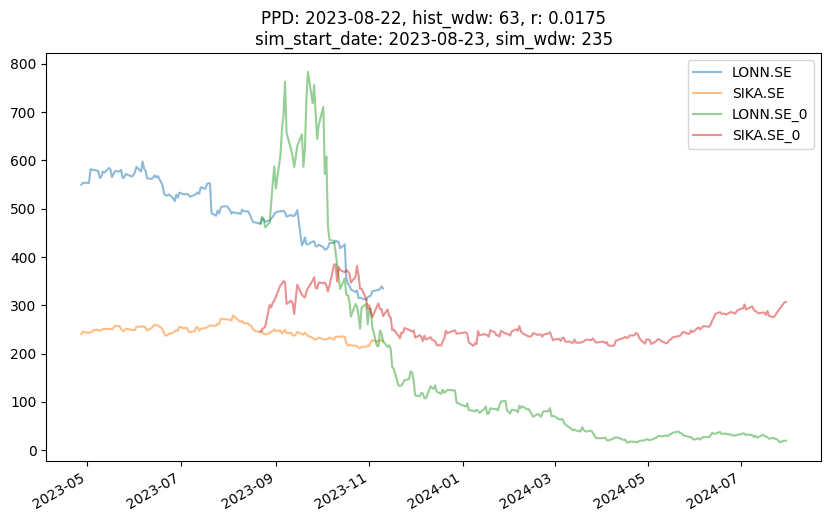 PPD: 2023-08-22, hist_wdw: 63, r: 0.0175
sim_start_date: 2023-08-23, sim_wdw: 235
LONN.SE
SIKA.SE
LONN.SE_0
SIKA.SE_0
800
700
600
500
400
300
200
100
0
2023-05
2023-07
2023-09
2023-11
2024-01
2024-03
2024-05
2024-07